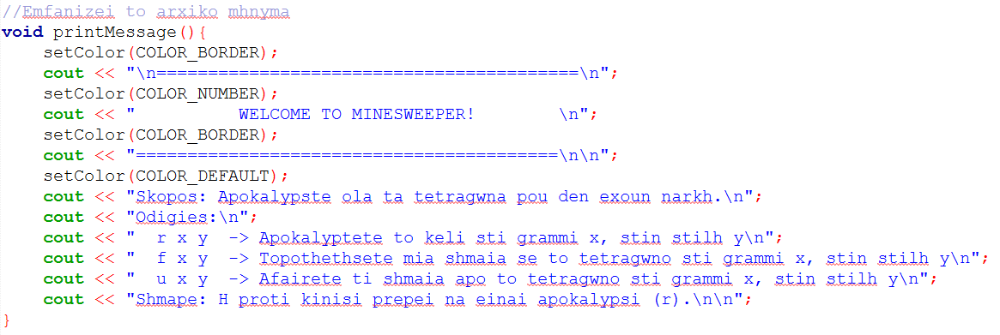 //Emfanizei to arxiko mhnyma
void printMessage(){
    setColor(COLOR_BORDER);
    cout << "\n=========================================\n";
    setColor(COLOR_NUMBER);
    cout << "          WELCOME TO MINESWEEPER!        \n";
    setColor(COLOR_BORDER);
    cout << "=========================================\n\n";
    setColor(COLOR_DEFAULT);
    cout << "Skopos: Apokalypste ola ta tetragwna pou den exoun narkh.\n";
    cout << "Odigies:\n";
    cout << "  r x y  -> Apokalyptete to keli sti grammi x, stin stilh y\n";
    cout << "  f x y  -> Topothethsete mia shmaia se to tetragwno sti grammi x, stin stilh y\n";
    cout << "  u x y  -> Afairete ti shmaia apo to tetragwno sti grammi x, stin stilh y\n";
    cout << "Shmape: H proti kinisi prepei na einai apokalypsi (r).\n\n";
}